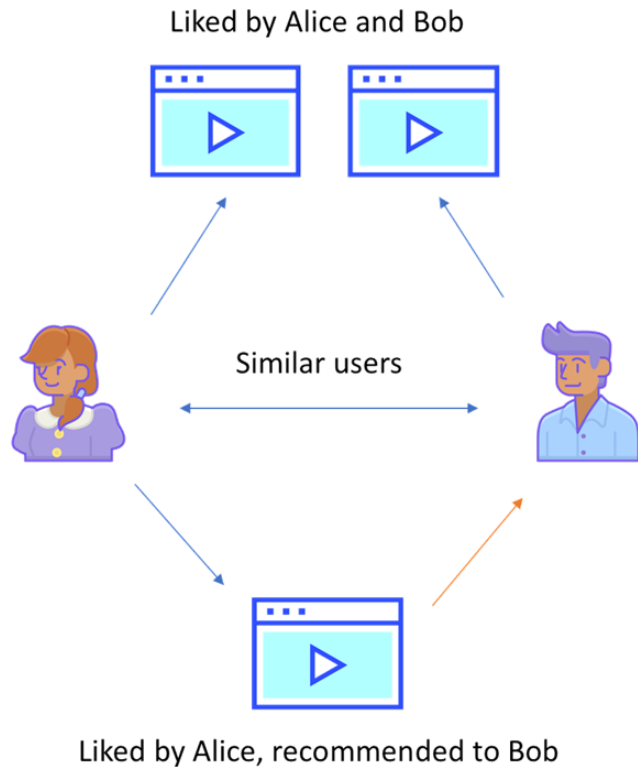 Liked by Alice and Bob
Similar users
Liked by Alice, recommended to Bob